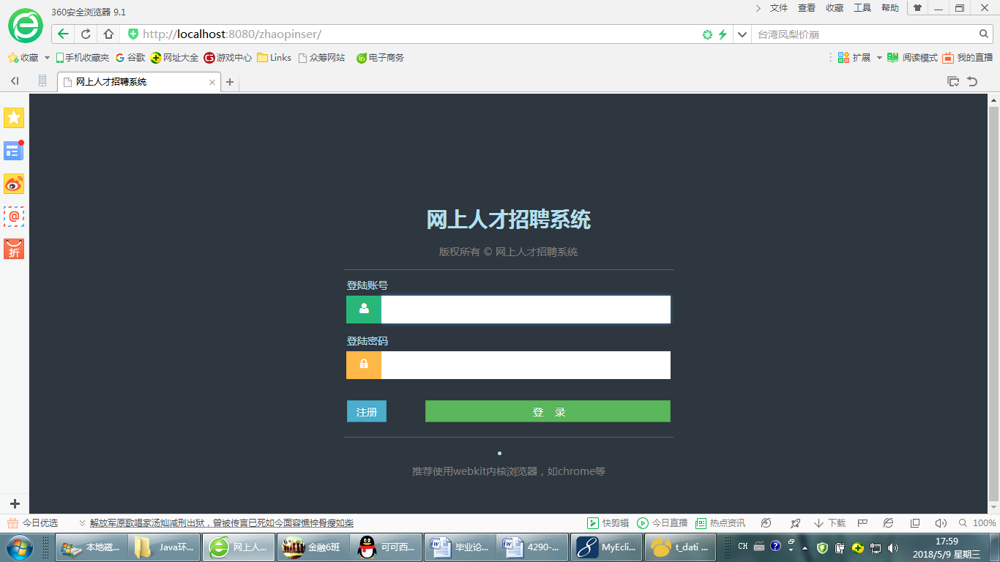 360安全浏览器 9.1
文件 查看 收藏 工具 帮助
http://localhost:8080/zhaopinser/
台湾凤梨价崩
收藏 手机收藏夹 谷歌 网址大全 游戏中心 Links 众筹网站 电子商务
扩展 阅读模式 我的直播
网上人才招聘系统
折
网上人才招聘系统
版权所有 © 网上人才招聘系统
登陆账号
登陆密码
注册 登 录
推荐使用webkit内核浏览器，如chrome等
今日优选 解放军原歌唱家汤灿减刑出狱，曾被传言已死如今面容憔悴骨瘦如柴
快剪辑 今日直播 热点资讯 下载 100%
本地磁... Java环... 网上人... 金融6班 可可西... 毕业论... 4290-... MyEcli... t_dati ...
CH
17:59
2018/5/9 星期三